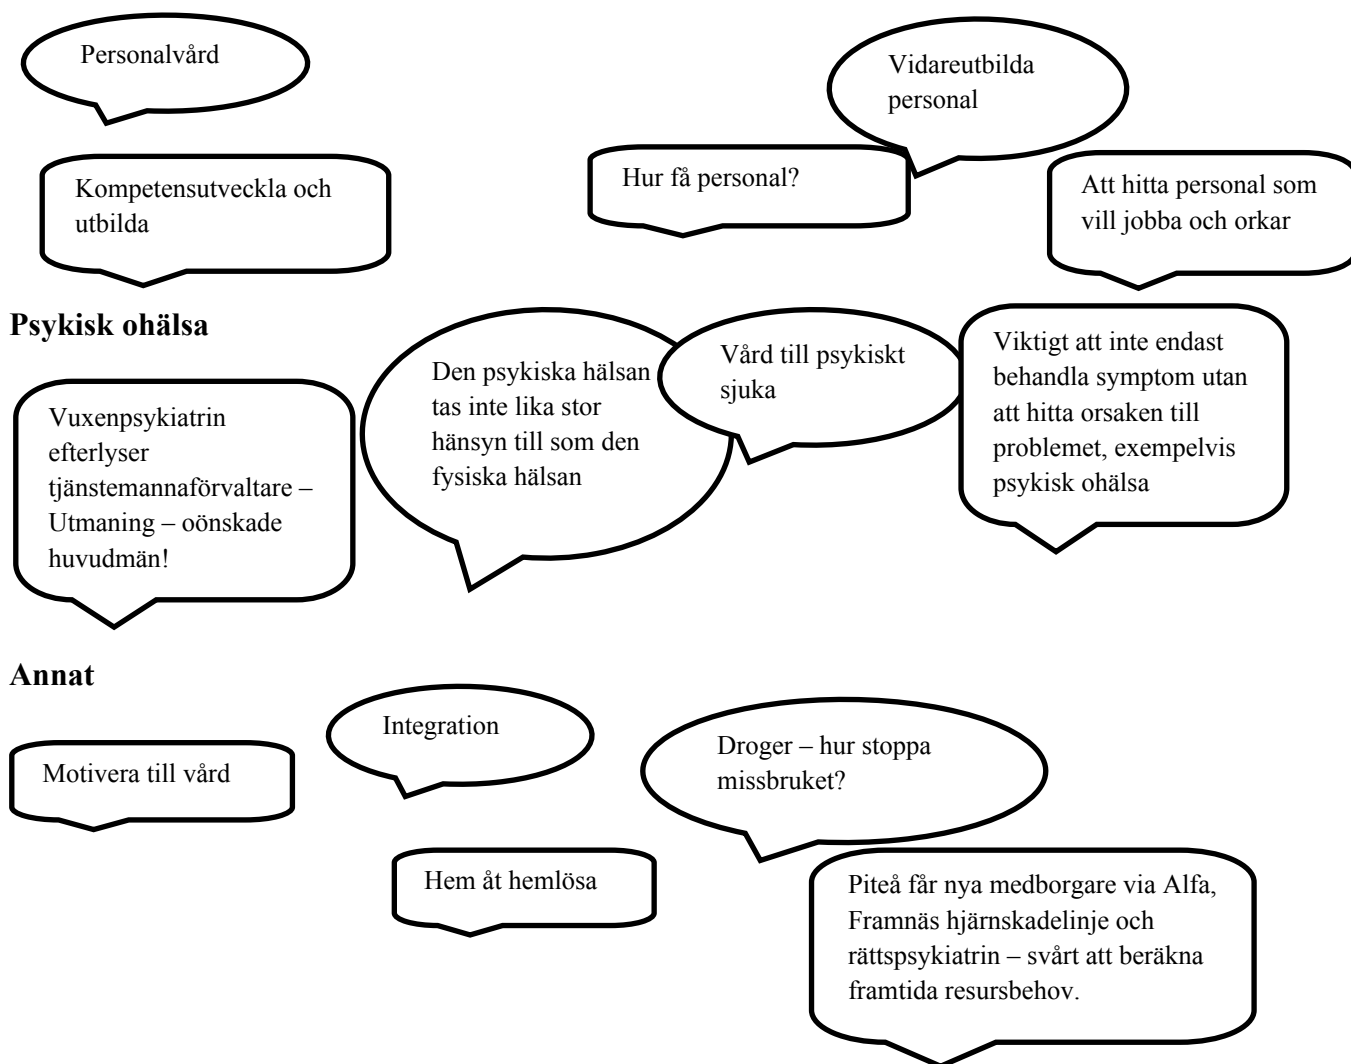 Personalvård
Vidareutbilda
personal
Kompetensutveckla och
utbilda
Hur få personal?
Att hitta personal som
vill jobba och orkar
Psykisk ohälsa
Vuxenpsykiatrin
efterlyser
tjänstemannaförvaltare –
Utmaning – oönskade
huvudmän!
Den psykiska hälsan
tas inte lika stor
hänsyn till som den
fysiska hälsan
Vård till psykiskt
sjuka
Viktigt att inte endast
behandla symptom utan
att hitta orsaken till
problemet, exempelvis
psykisk ohälsa
Annat
Motivera till vård
Integration
Droger – hur stoppa
missbruket?
Hem åt hemlösa
Piteå får nya medborgare via Alfa,
Framnäs hjärnskadelinje och
rättspsykiatrin – svårt att beräkna
framtida resursbehov.